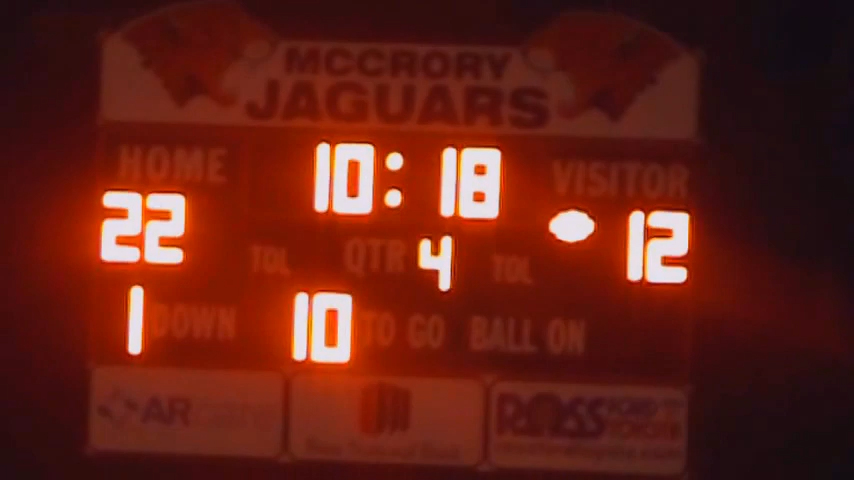 MCCRORY
JAGUARS
HOME 10:18 VISITOR
22 12
TOL QTR 4 TOL
1 DOWN 10 TO GO BALL ON
AR
ROSS